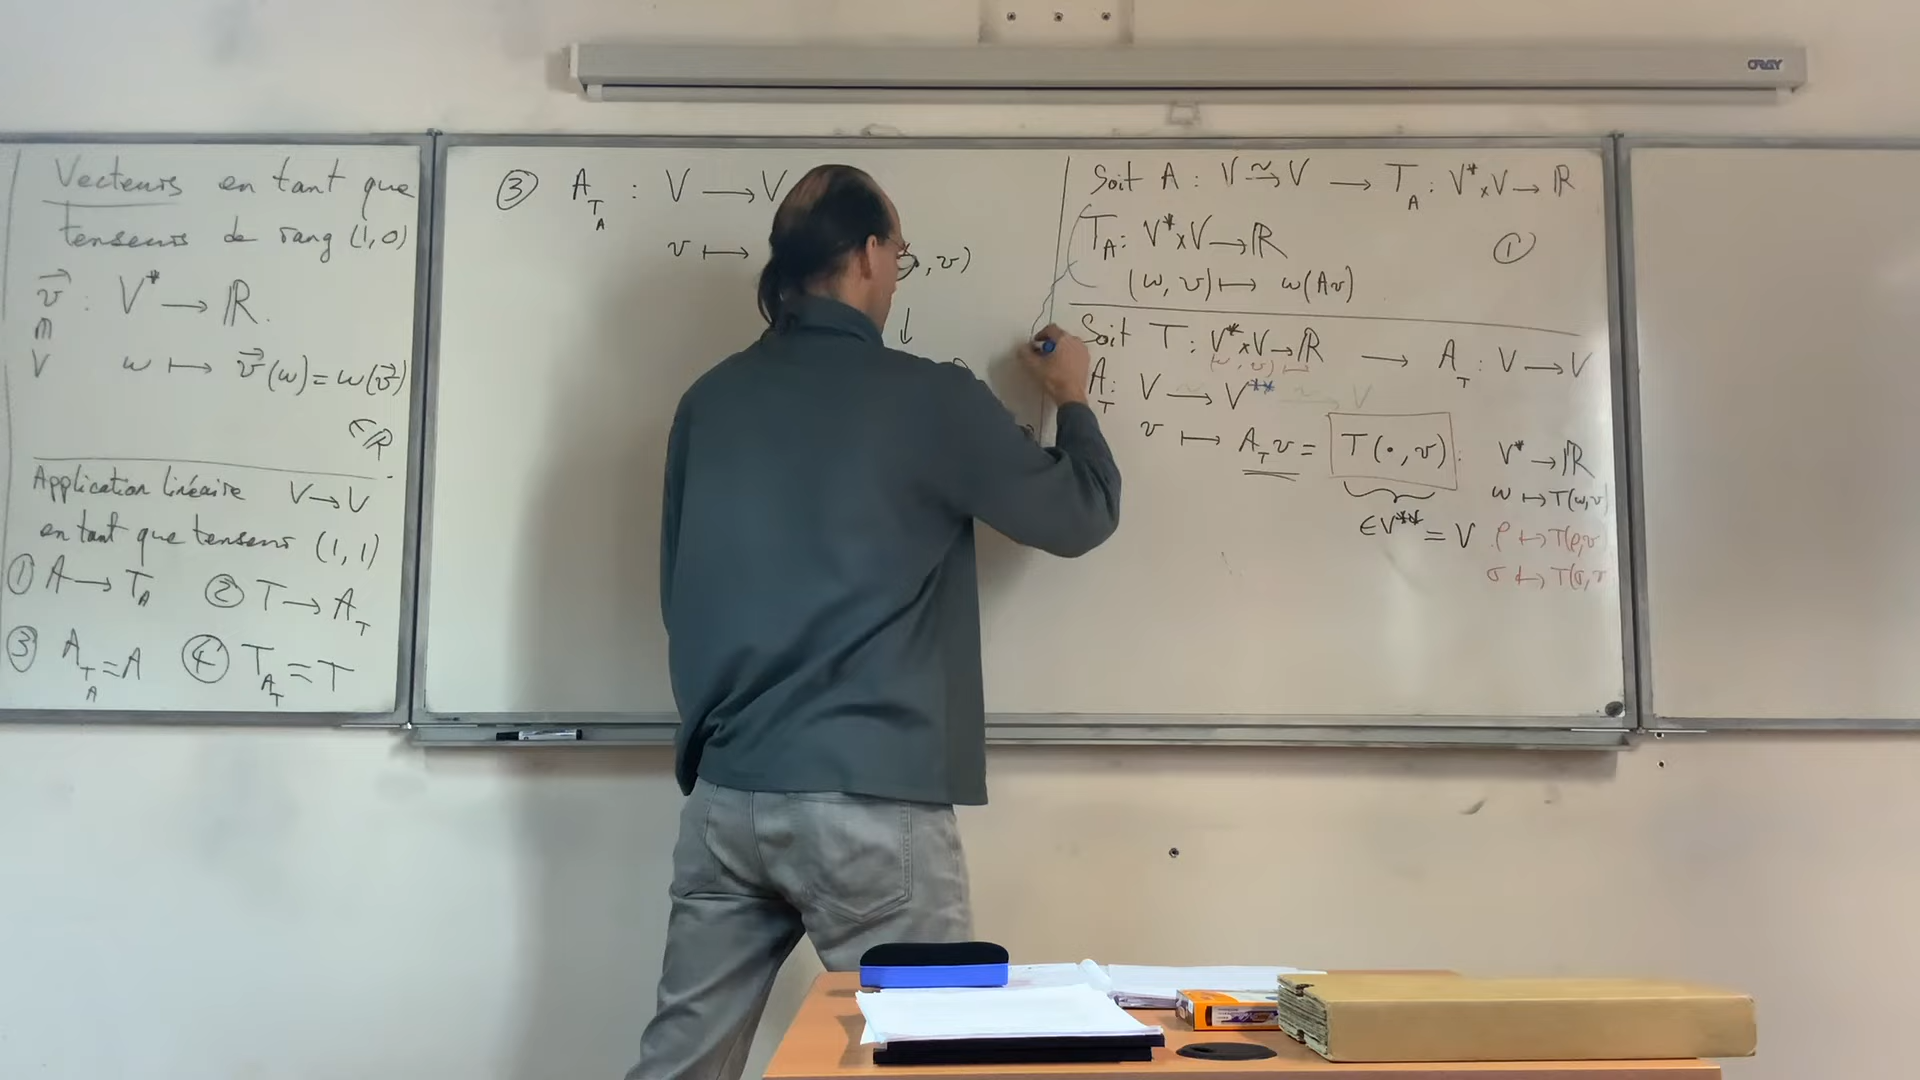 ORAY
Vecteurs en tant que
tenseurs de rang (1,0)
v⃗ : V* → ℝ.
∈
V ω ↦ v⃗(ω) = ω(v⃗)
∈ℝ
Application linéaire V → V
en tant que tenseurs (1,1)
① A → T_A ② T → A_T
③ A_{T_A} = A ④ T_{A_T} = T
③ A_{T_A} : V → V
v ↦ , v)
↓
Soit A : V ⥲ V → T_A : V* × V → ℝ
T_A : V* × V → ℝ ①
(ω, v) ↦ ω(Av)
Soit T : V* × V → ℝ → A_T : V → V
(ω, v) ↦
A_T : V ⥲ V** ⥲ V
v ↦ A_T v = T(•, v) : V* → ℝ
ω ↦ T(ω, v)
∈ V** = V ρ ↦ T(ρ, v)
σ ↦ T(σ, v